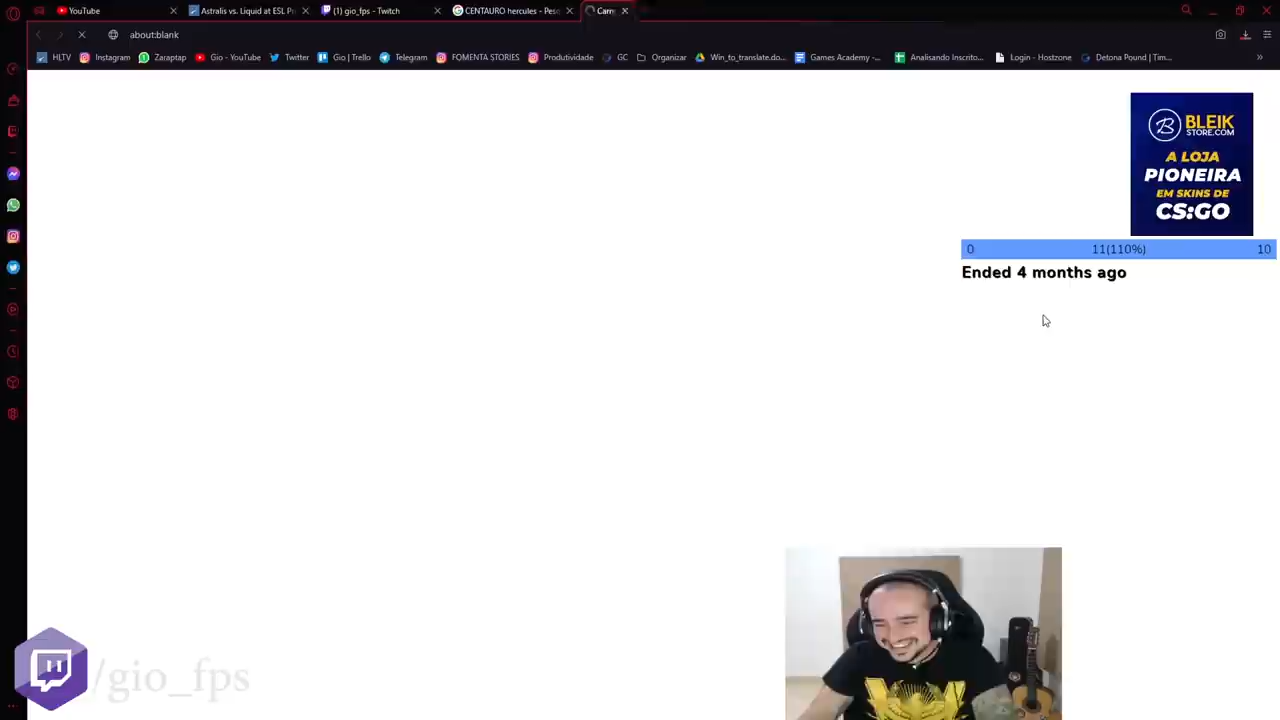 YouTube
Astralis vs. Liquid at ESL Pr
(1) gio_fps - Twitch
CENTAURO hercules - Pesc
Carre
about:blank
HLTV
Instagram
Zaraptap
Gio - YouTube
Twitter
Gio | Trello
Telegram
FOMENTA STORIES
Produtividade
GC
Organizar
Win_to_translate.do...
Games Academy -...
Analisando Inscrito...
Login - Hostzone
Detona Pound | Tim...
B BLEIK
STORE.COM
A LOJA
PIONEIRA
EM SKINS DE
CS:GO
0 11(110%) 10
Ended 4 months ago
/gio_fps